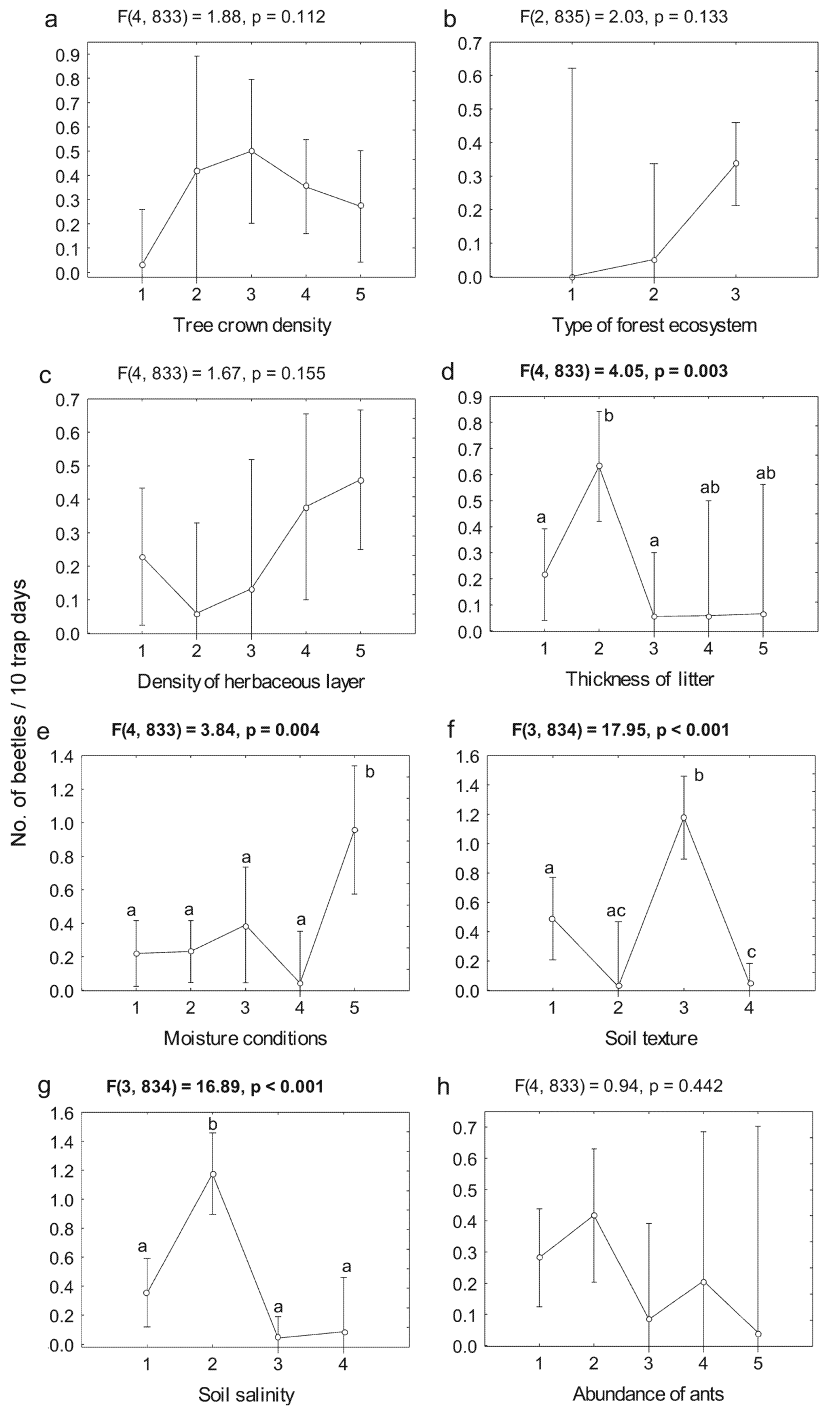 No. of beetles / 10 trap days
a
F(4, 833) = 1.88, p = 0.112
0.9
0.8
0.7
0.6
0.5
0.4
0.3
0.2
0.1
0.0
1 2 3 4 5
Tree crown density
b
F(2, 835) = 2.03, p = 0.133
0.7
0.6
0.5
0.4
0.3
0.2
0.1
0.0
1 2 3
Type of forest ecosystem
c
F(4, 833) = 1.67, p = 0.155
0.7
0.6
0.5
0.4
0.3
0.2
0.1
0.0
1 2 3 4 5
Density of herbaceous layer
d
F(4, 833) = 4.05, p = 0.003
0.9
0.8
0.7
0.6
0.5
0.4
0.3
0.2
0.1
0.0
a b a ab ab
1 2 3 4 5
Thickness of litter
e
F(4, 833) = 3.84, p = 0.004
1.4
1.2
1.0
0.8
0.6
0.4
0.2
0.0
a a a a b
1 2 3 4 5
Moisture conditions
f
F(3, 834) = 17.95, p < 0.001
1.6
1.4
1.2
1.0
0.8
0.6
0.4
0.2
0.0
a ac b c
1 2 3 4
Soil texture
g
F(3, 834) = 16.89, p < 0.001
1.6
1.4
1.2
1.0
0.8
0.6
0.4
0.2
0.0
a b a a
1 2 3 4
Soil salinity
h
F(4, 833) = 0.94, p = 0.442
0.7
0.6
0.5
0.4
0.3
0.2
0.1
0.0
1 2 3 4 5
Abundance of ants